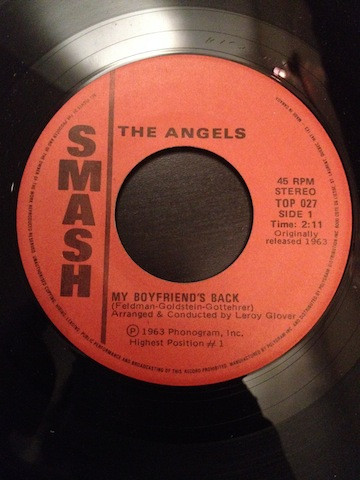 SMASH
THE ANGELS
45 RPM
STEREO
TOP 027
SIDE 1
Time: 2:11
Originally
released 1963
MY BOYFRIEND'S BACK
(Feldman-Goldstein-Gottehrer)
Arranged & Conducted by Leroy Glover
Ⓟ 1963 Phonogram, Inc.
Highest Position #1